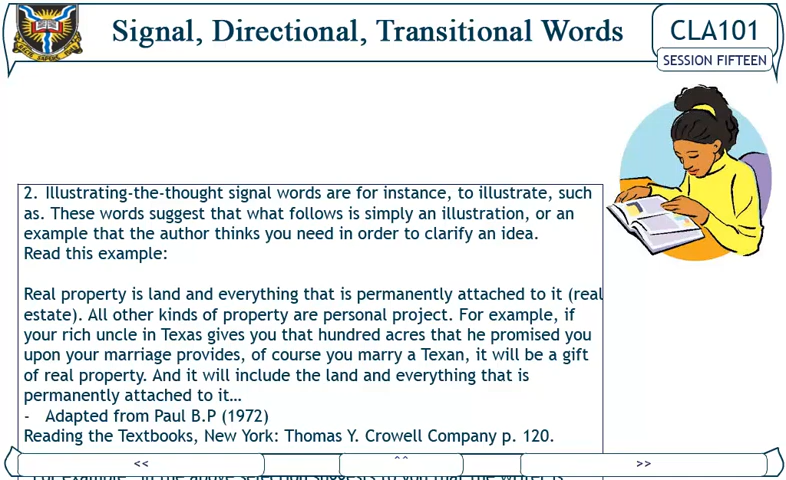 Signal, Directional, Transitional Words
CLA101
SESSION FIFTEEN
2. Illustrating-the-thought signal words are for instance, to illustrate, such
as. These words suggest that what follows is simply an illustration, or an
example that the author thinks you need in order to clarify an idea.
Read this example:
Real property is land and everything that is permanently attached to it (real
estate). All other kinds of property are personal project. For example, if
your rich uncle in Texas gives you that hundred acres that he promised you
upon your marriage provides, of course you marry a Texan, it will be a gift
of real property. And it will include the land and everything that is
permanently attached to it…
- Adapted from Paul B.P (1972)
Reading the Textbooks, New York: Thomas Y. Crowell Company p. 120.
<< ^^ >>